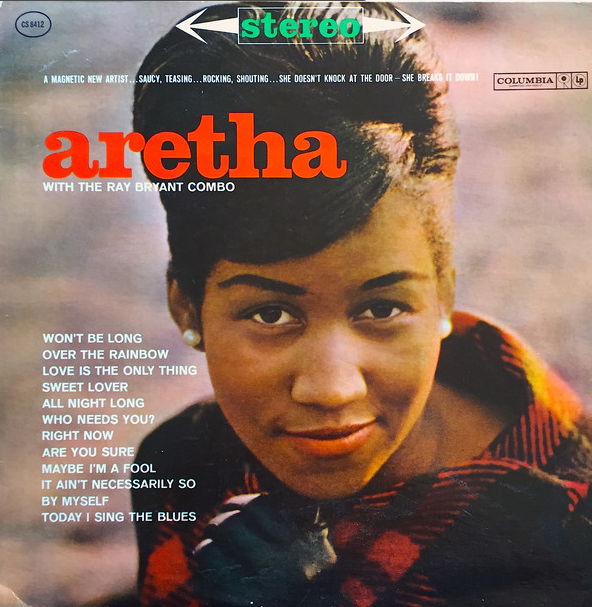 CS 8412
stereo
A MAGNETIC NEW ARTIST...SAUCY, TEASING...ROCKING, SHOUTING...SHE DOESN'T KNOCK AT THE DOOR – SHE BREAKS IT DOWN!
COLUMBIA
LP
aretha
WITH THE RAY BRYANT COMBO
WON'T BE LONG
OVER THE RAINBOW
LOVE IS THE ONLY THING
SWEET LOVER
ALL NIGHT LONG
WHO NEEDS YOU?
RIGHT NOW
ARE YOU SURE
MAYBE I'M A FOOL
IT AIN'T NECESSARILY SO
BY MYSELF
TODAY I SING THE BLUES